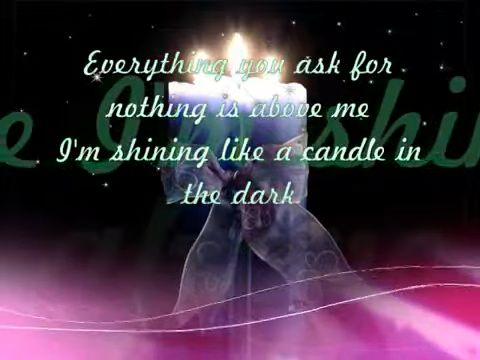 Everything you ask for
nothing is above me
I'm shining like a candle in
the dark